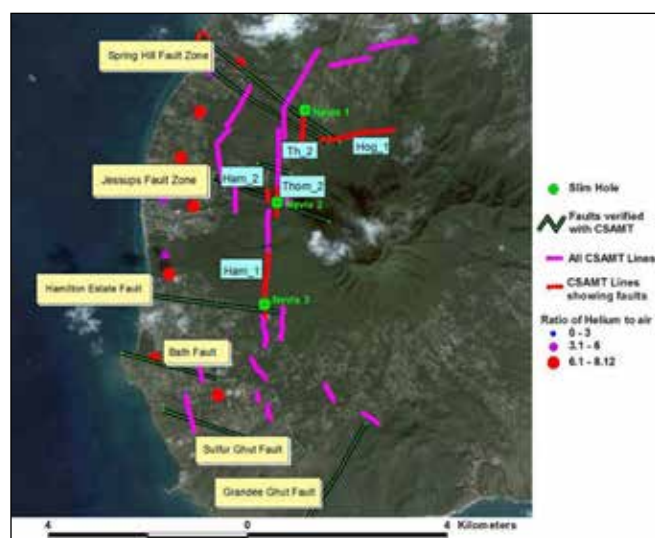 Spring Hill Fault Zone
Nevis 1
Th_2
Hog_1
Jessups Fault Zone
Ham_2
Thom_2
Nevis 2
Ham_1
Hamilton Estate Fault
Nevis 3
Bath Fault
Sulfur Ghut Fault
Grandee Ghut Fault
Slim Hole
Faults verified
with CSAMT
All CSAMT Lines
CSAMT Lines
showing faults
Ratio of Helium to air
0 - 3
3.1 - 6
6.1 - 8.12
4
0
4
Kilometers